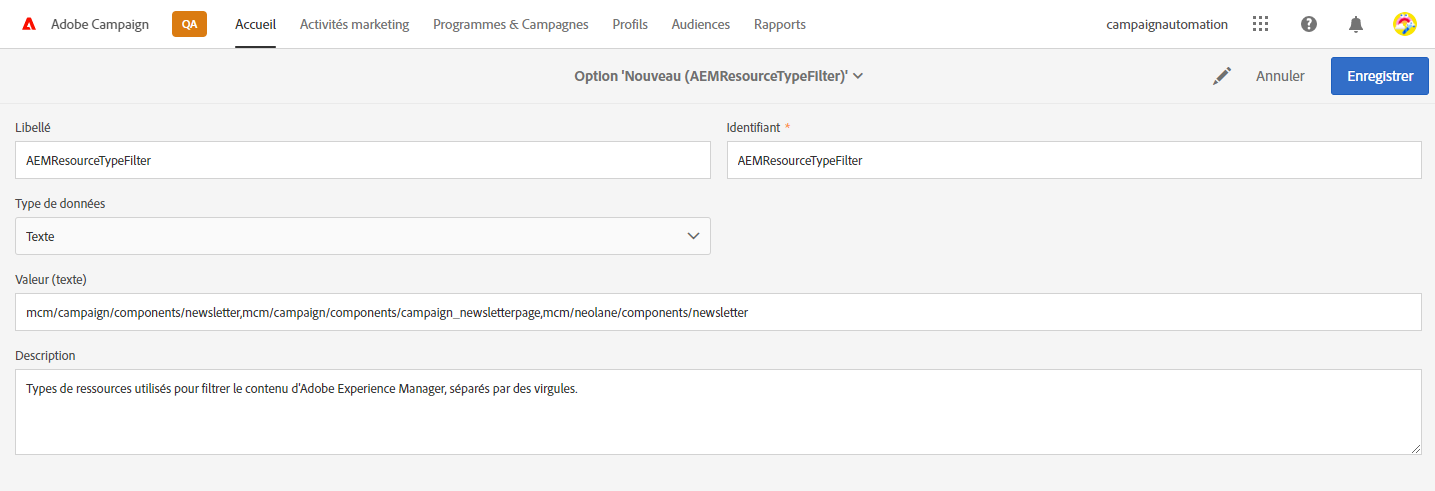 Adobe Campaign QA Accueil Activités marketing Programmes & Campagnes Profils Audiences Rapports campaignautomation
Option 'Nouveau (AEMResourceTypeFIlter)' Annuler Enregistrer
Libellé Identifiant *
AEMResourceTypeFilter AEMResourceTypeFilter
Type de données
Texte
Valeur (texte)
mcm/campaign/components/newsletter,mcm/campaign/components/campaign_newsletterpage,mcm/neolane/components/newsletter
Description
Types de ressources utilisés pour filtrer le contenu d'Adobe Experience Manager, séparés par des virgules.